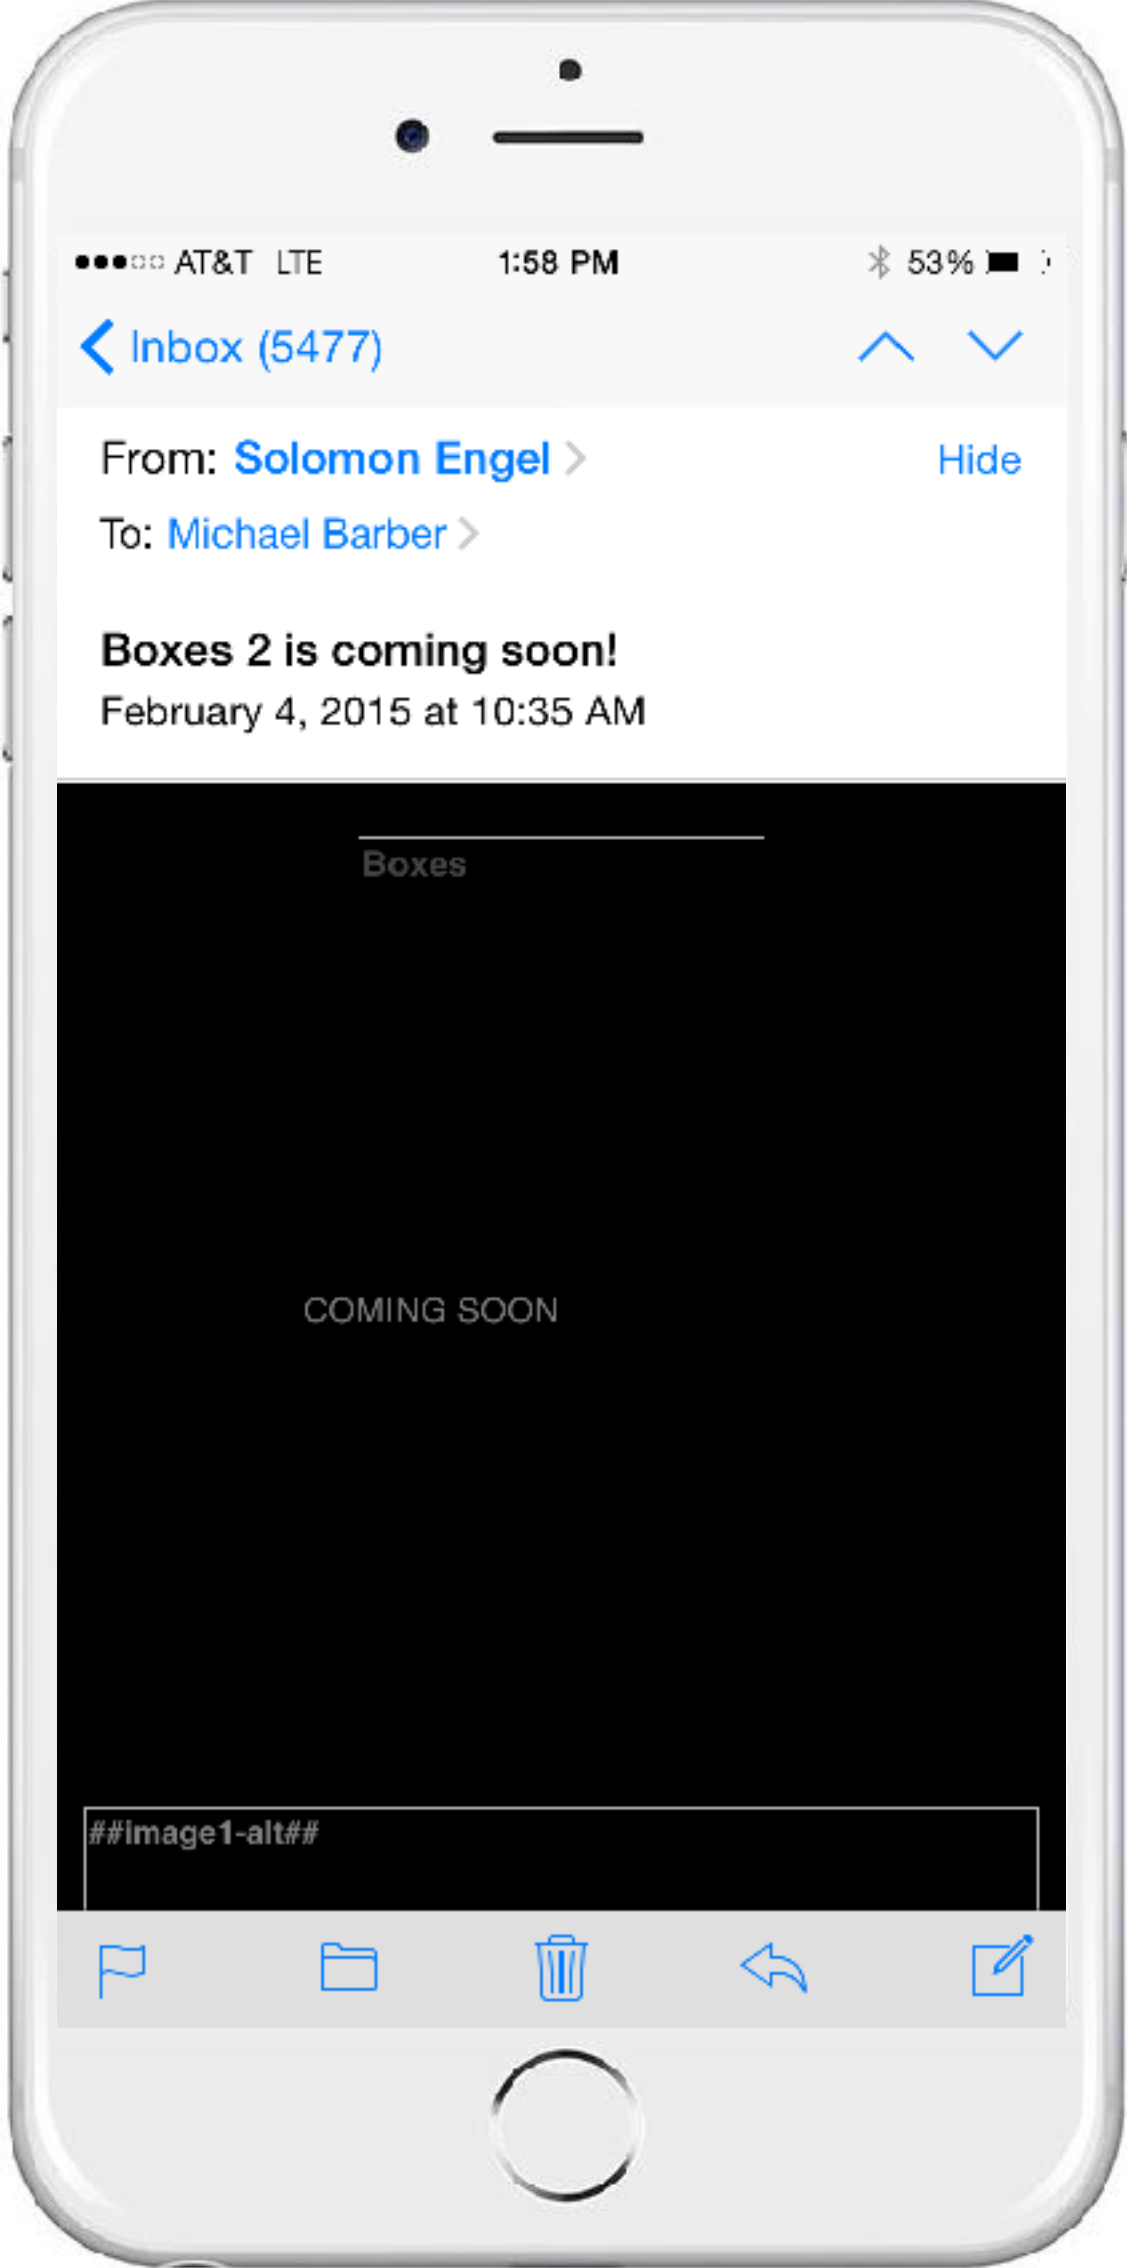 AT&T LTE 1:58 PM 53%
Inbox (5477)
From: Solomon Engel Hide
To: Michael Barber
Boxes 2 is coming soon!
February 4, 2015 at 10:35 AM
Boxes
COMING SOON
##image1-alt##